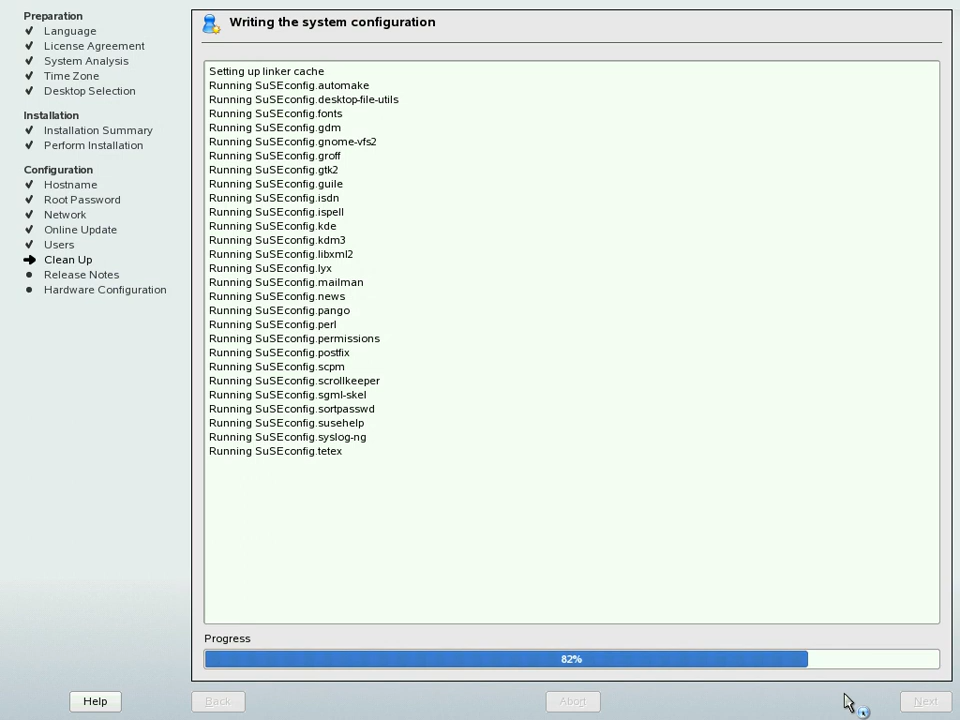 Preparation
Language
License Agreement
System Analysis
Time Zone
Desktop Selection
Installation
Installation Summary
Perform Installation
Configuration
Hostname
Root Password
Network
Online Update
Users
Clean Up
Release Notes
Hardware Configuration
Writing the system configuration
Setting up linker cache
Running SuSEconfig.automake
Running SuSEconfig.desktop-file-utils
Running SuSEconfig.fonts
Running SuSEconfig.gdm
Running SuSEconfig.gnome-vfs2
Running SuSEconfig.groff
Running SuSEconfig.gtk2
Running SuSEconfig.guile
Running SuSEconfig.isdn
Running SuSEconfig.ispell
Running SuSEconfig.kde
Running SuSEconfig.kdm3
Running SuSEconfig.libxml2
Running SuSEconfig.lyx
Running SuSEconfig.mailman
Running SuSEconfig.news
Running SuSEconfig.pango
Running SuSEconfig.perl
Running SuSEconfig.permissions
Running SuSEconfig.postfix
Running SuSEconfig.scpm
Running SuSEconfig.scrollkeeper
Running SuSEconfig.sgml-skel
Running SuSEconfig.sortpasswd
Running SuSEconfig.susehelp
Running SuSEconfig.syslog-ng
Running SuSEconfig.tetex
Progress
82%
Help
Back
Abort
Next